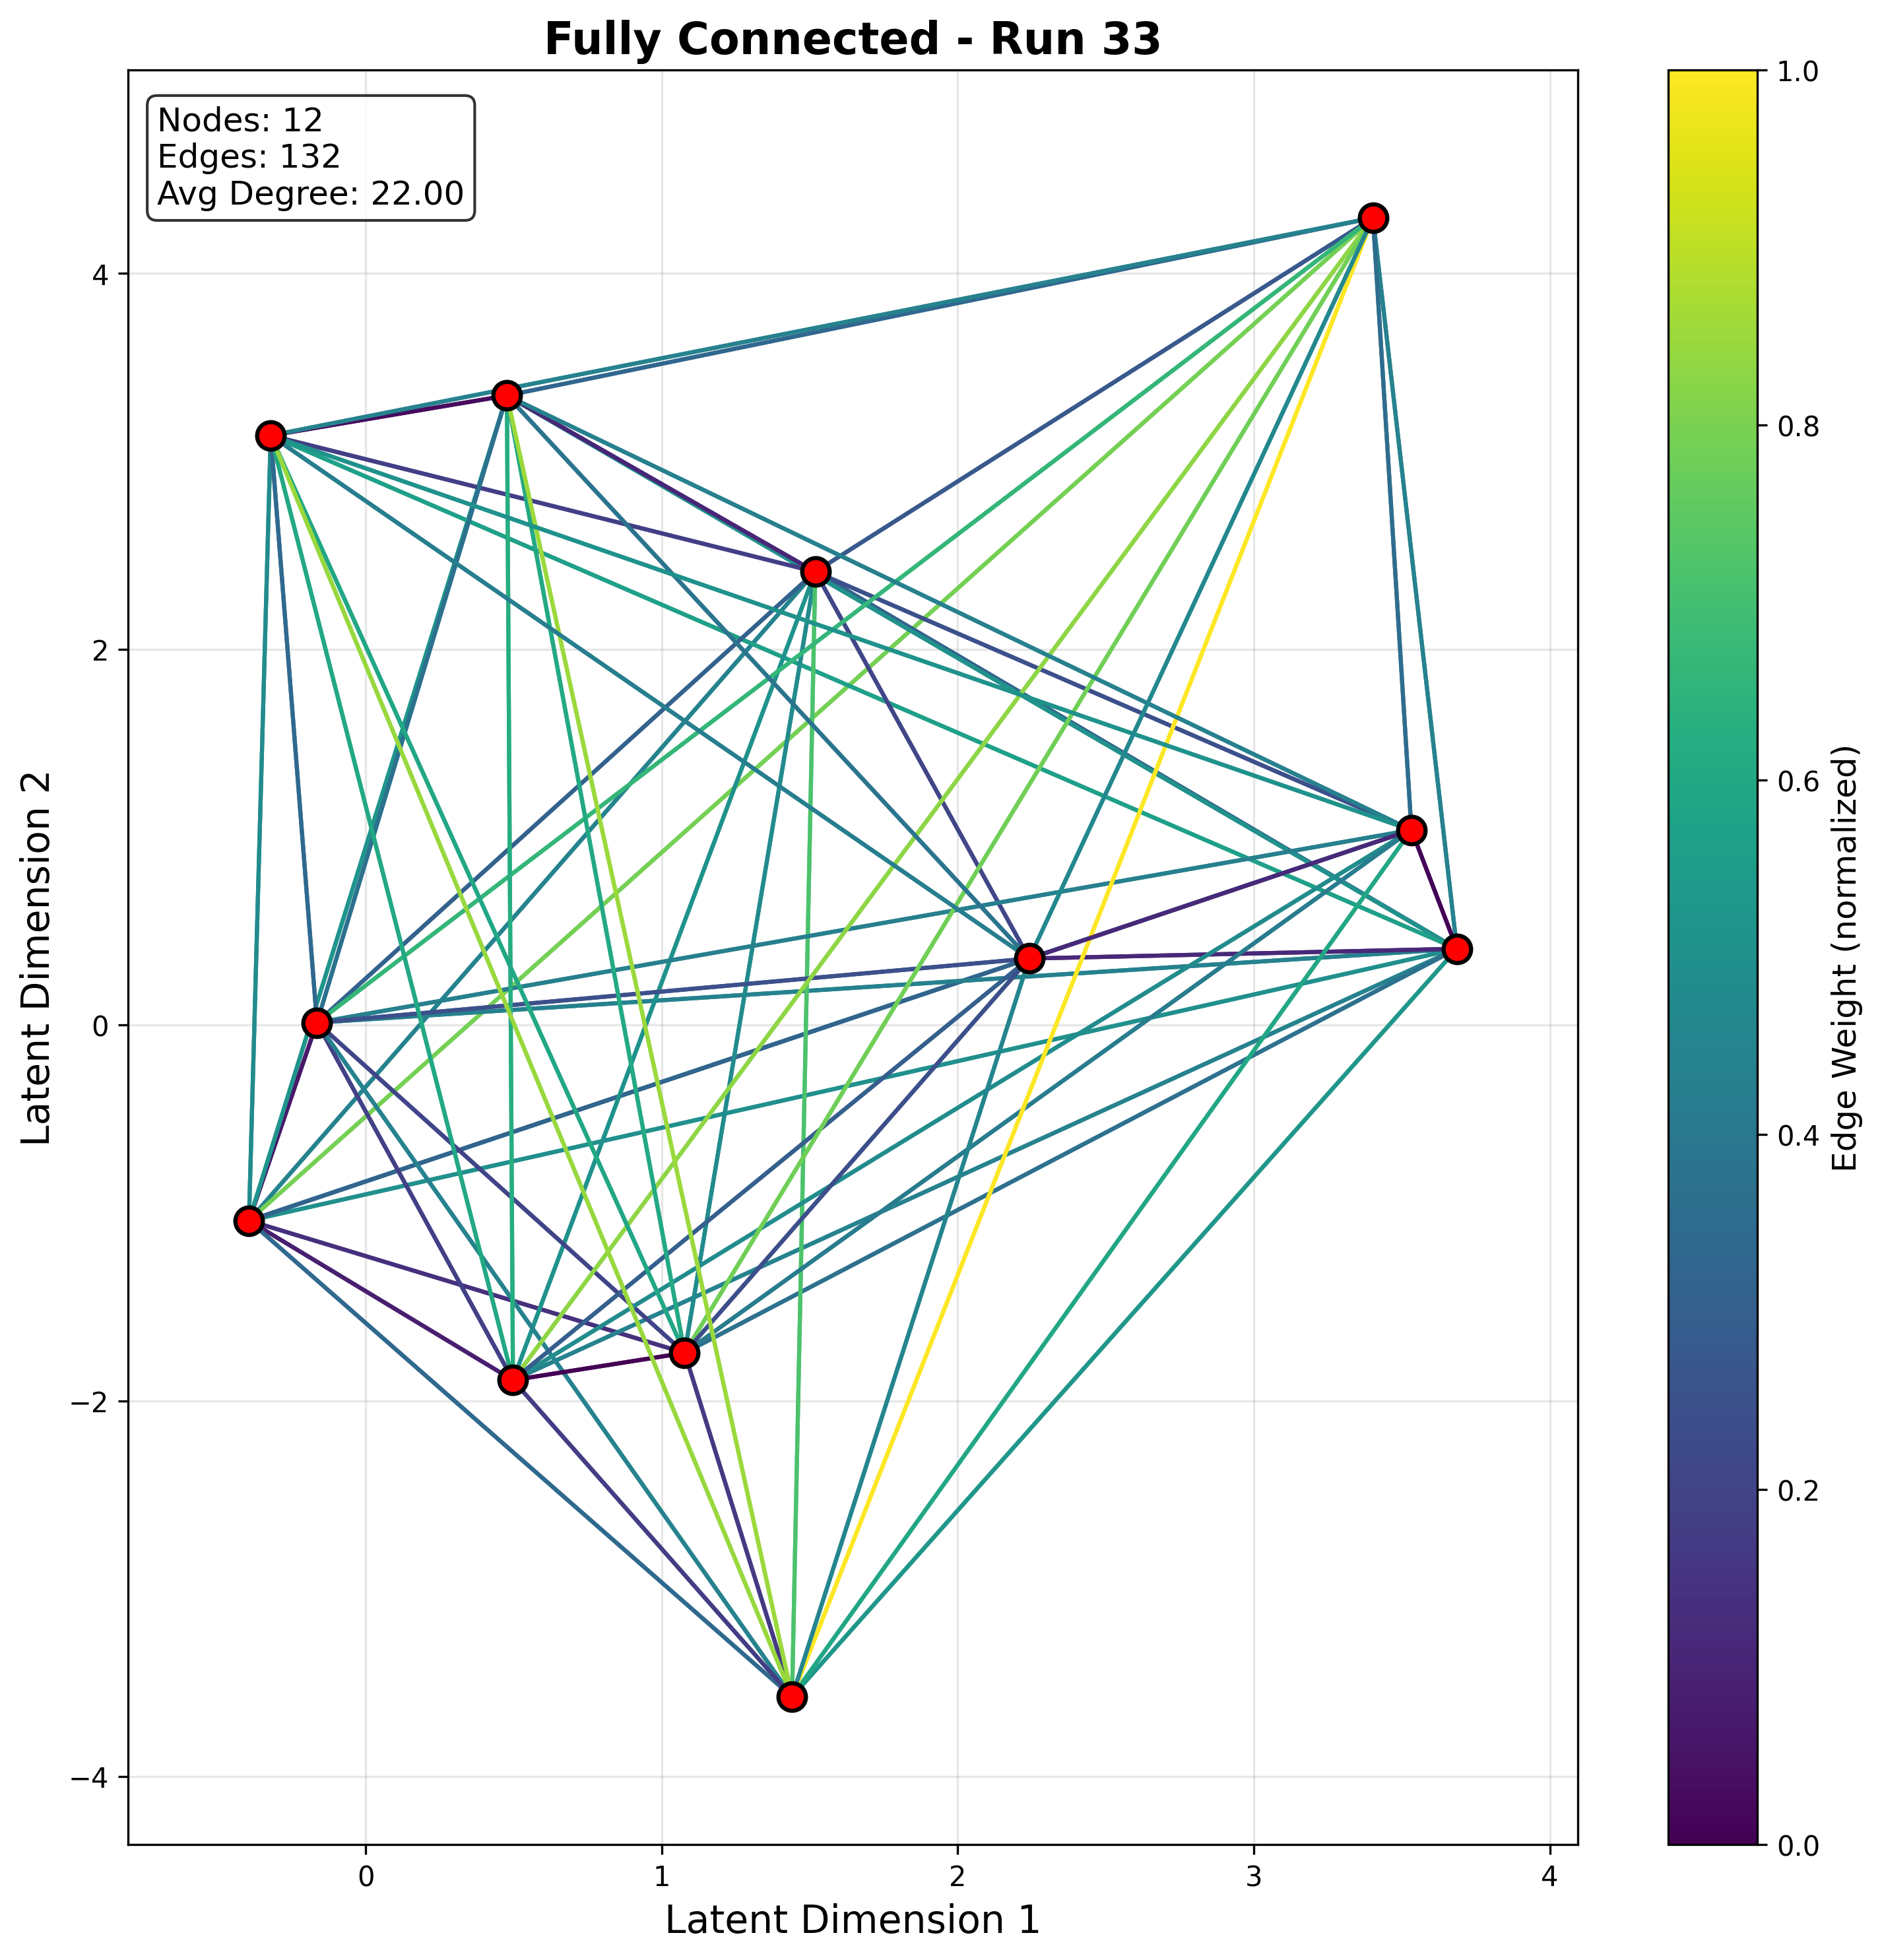 Fully Connected - Run 33
Nodes: 12
Edges: 132
Avg Degree: 22.00
4
2
0
−2
−4
Latent Dimension 2
0
1
2
3
4
Latent Dimension 1
1.0
0.8
0.6
0.4
0.2
0.0
Edge Weight (normalized)